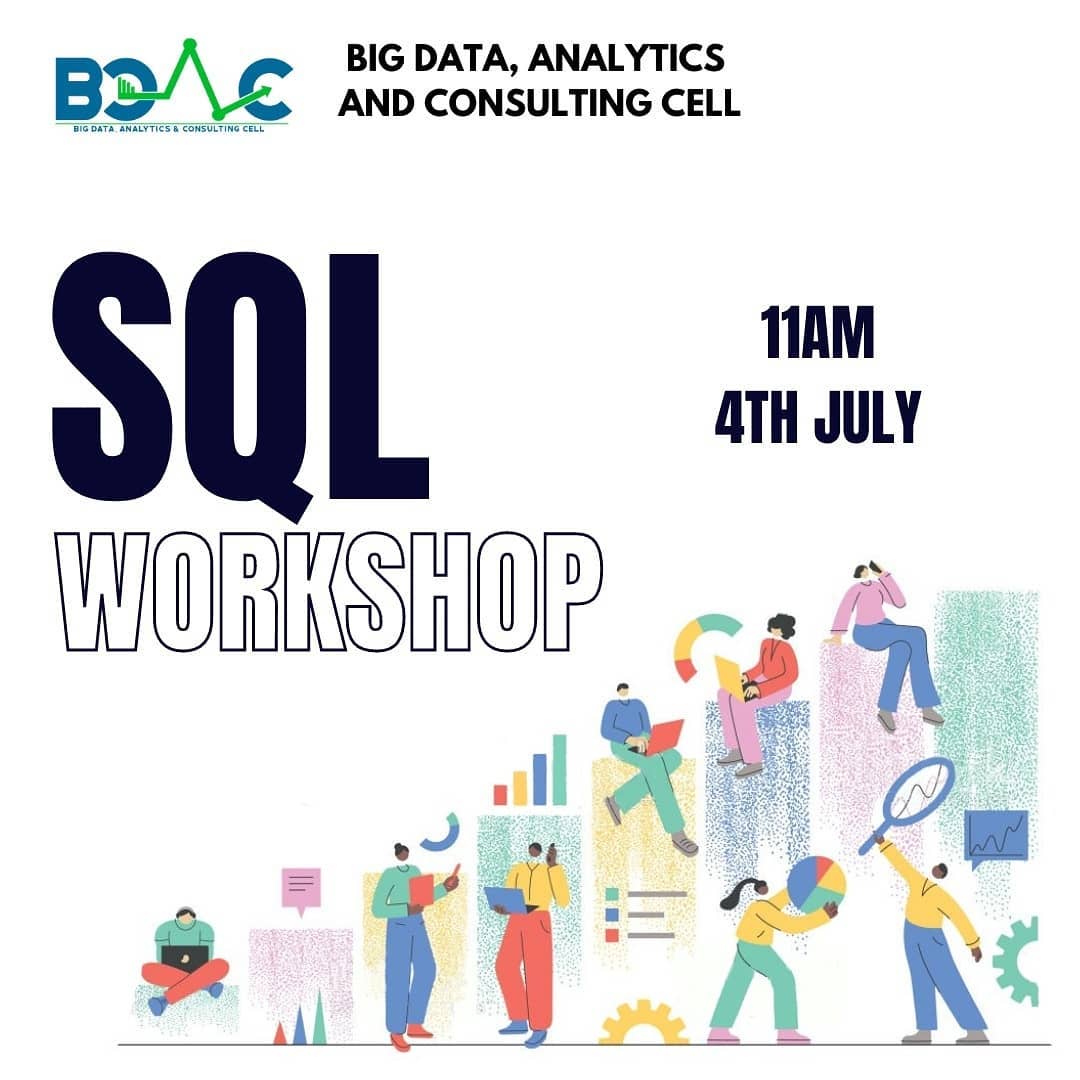 BDAC
BIG DATA, ANALYTICS & CONSULTING CELL
BIG DATA, ANALYTICS
AND CONSULTING CELL
SQL
WORKSHOP
11AM
4TH JULY